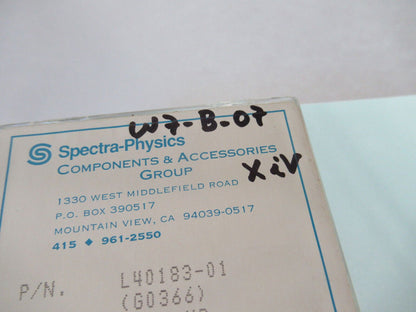 W7-B-07
Spectra-Physics
COMPONENTS & ACCESSORIES
GROUP
XiV
1330 WEST MIDDLEFIELD ROAD
P.O. BOX 390517
MOUNTAIN VIEW, CA 94039-0517
415 ◆ 961-2550
P/N. L40183-01
(G0366)